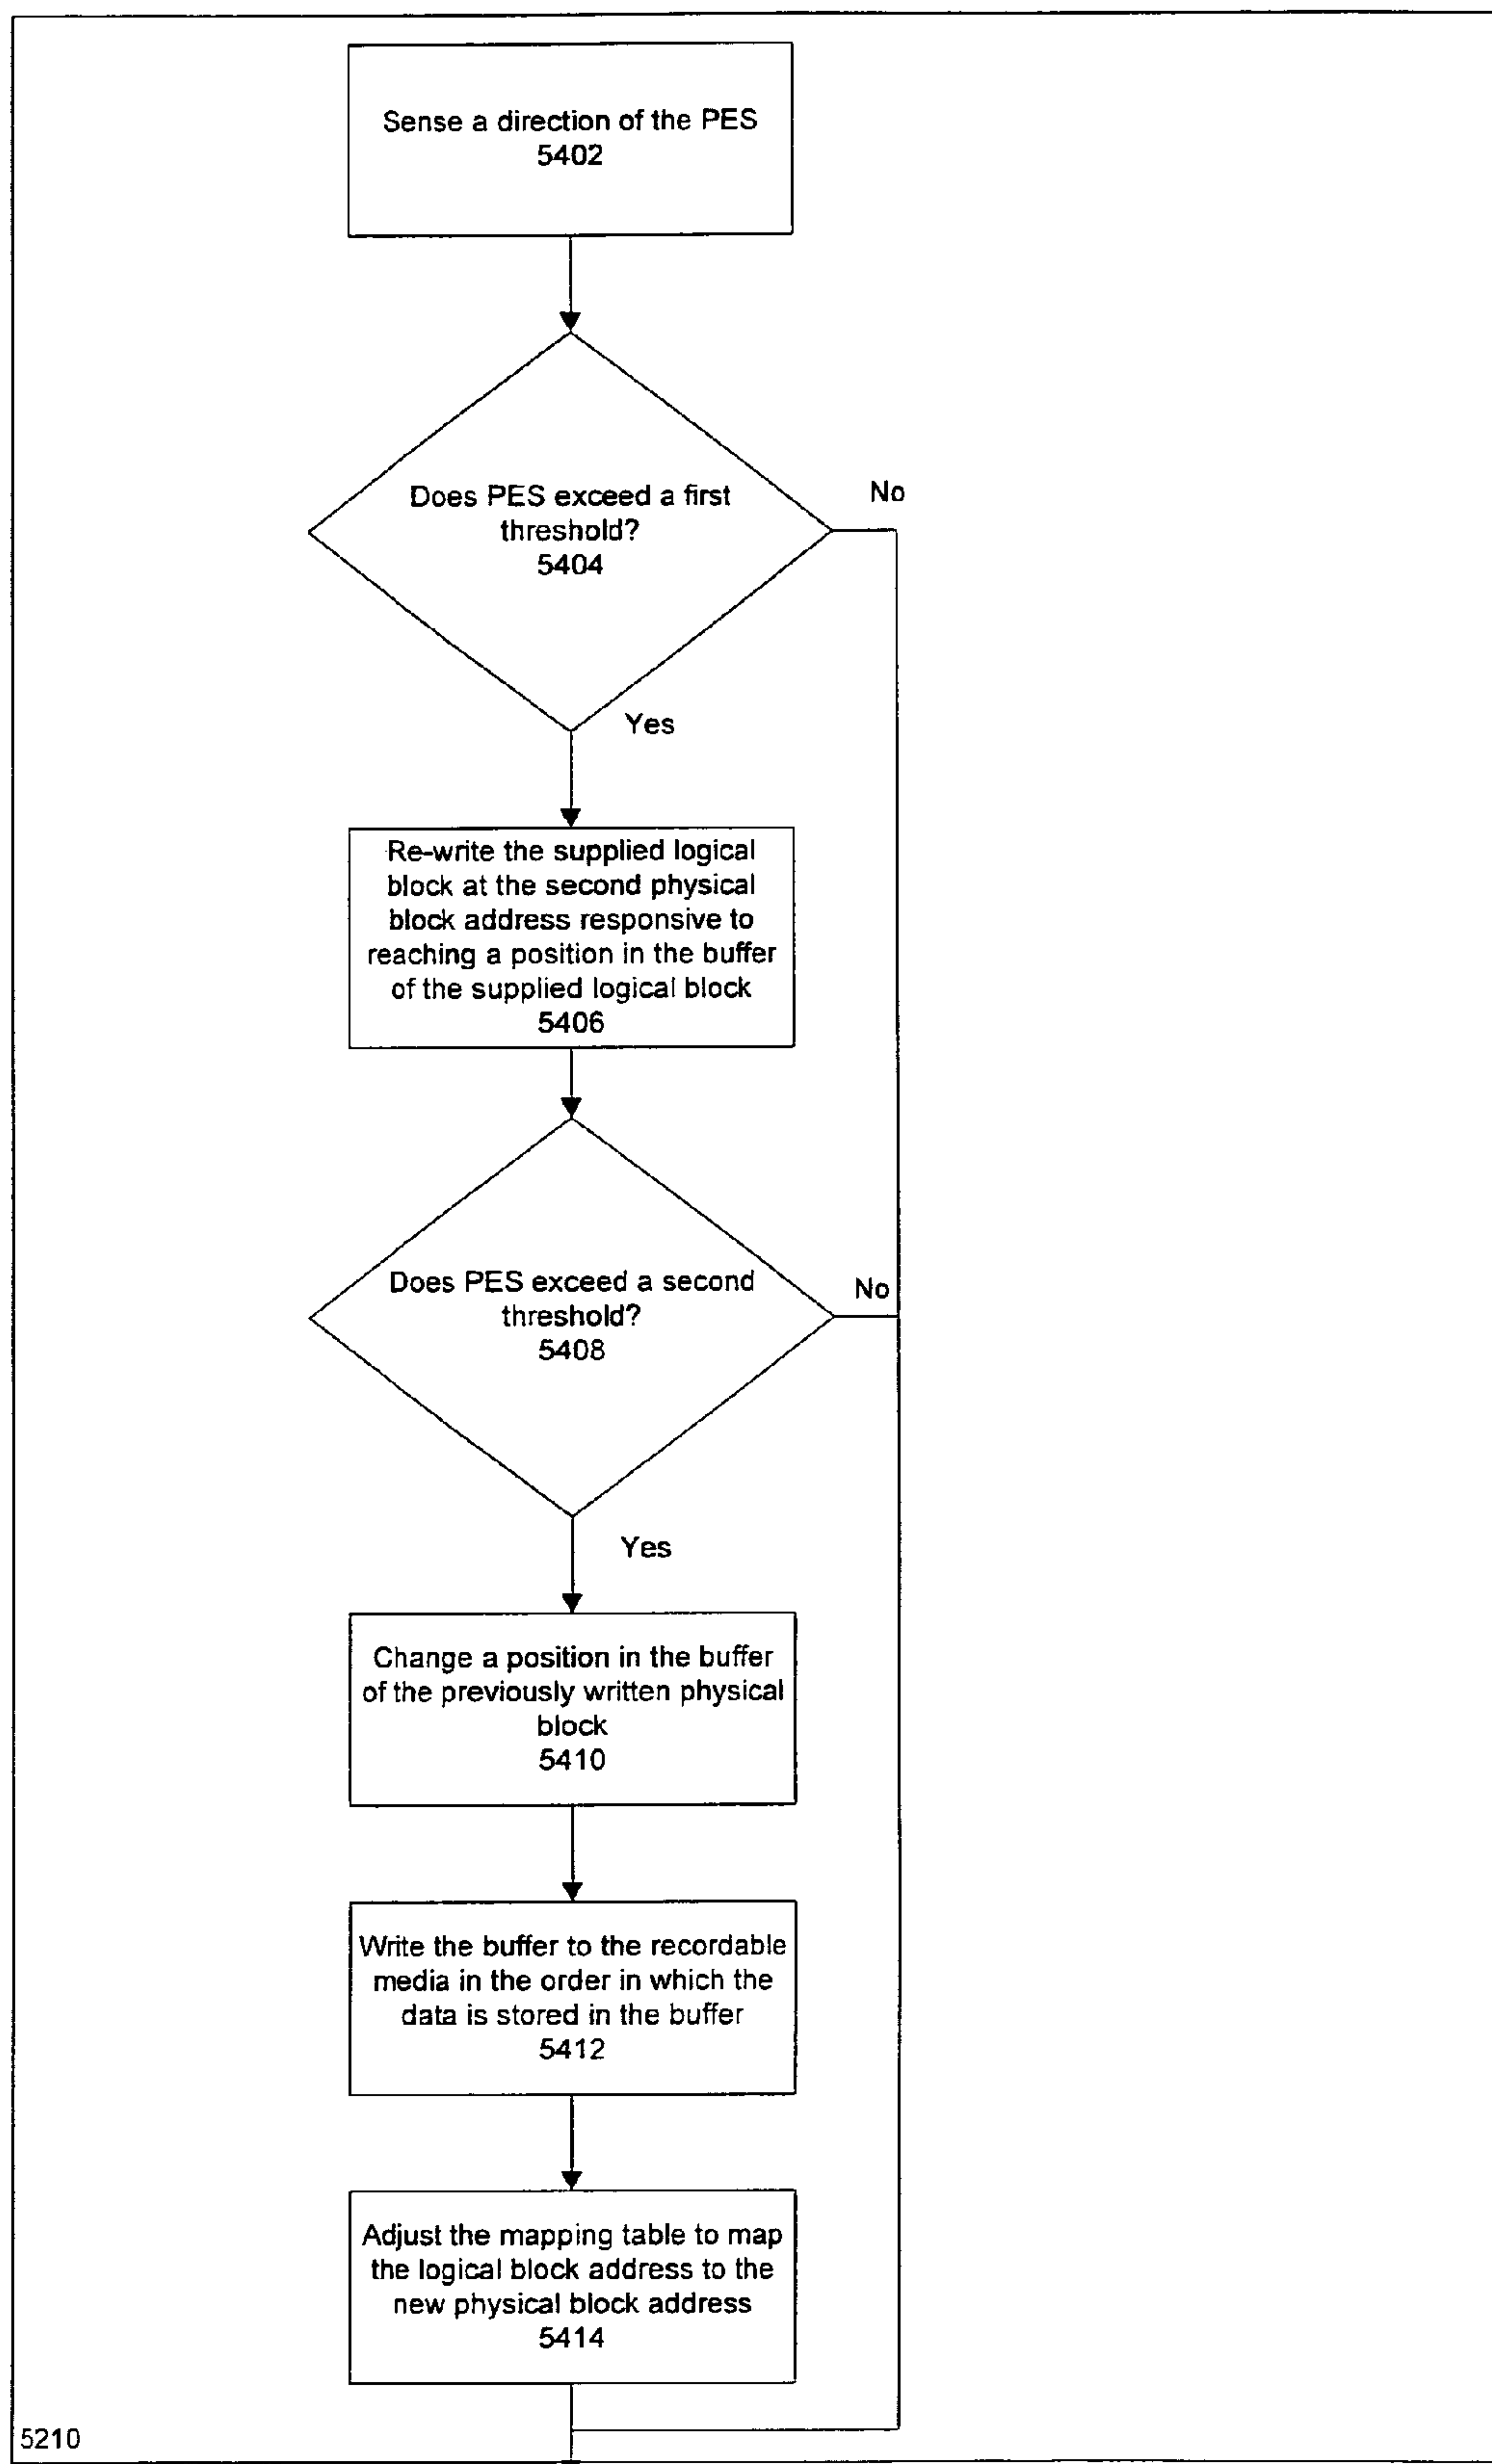 Sense a direction of the PES
5402
Does PES exceed a first
threshold?
5404
No
Yes
Re-write the supplied logical
block at the second physical
block address responsive to
reaching a position in the buffer
of the supplied logical block
5406
Does PES exceed a second
threshold?
5408
No
Yes
Change a position in the buffer
of the previously written physical
block
5410
Write the buffer to the recordable
media in the order in which the
data is stored in the buffer
5412
Adjust the mapping table to map
the logical block address to the
new physical block address
5414
5210